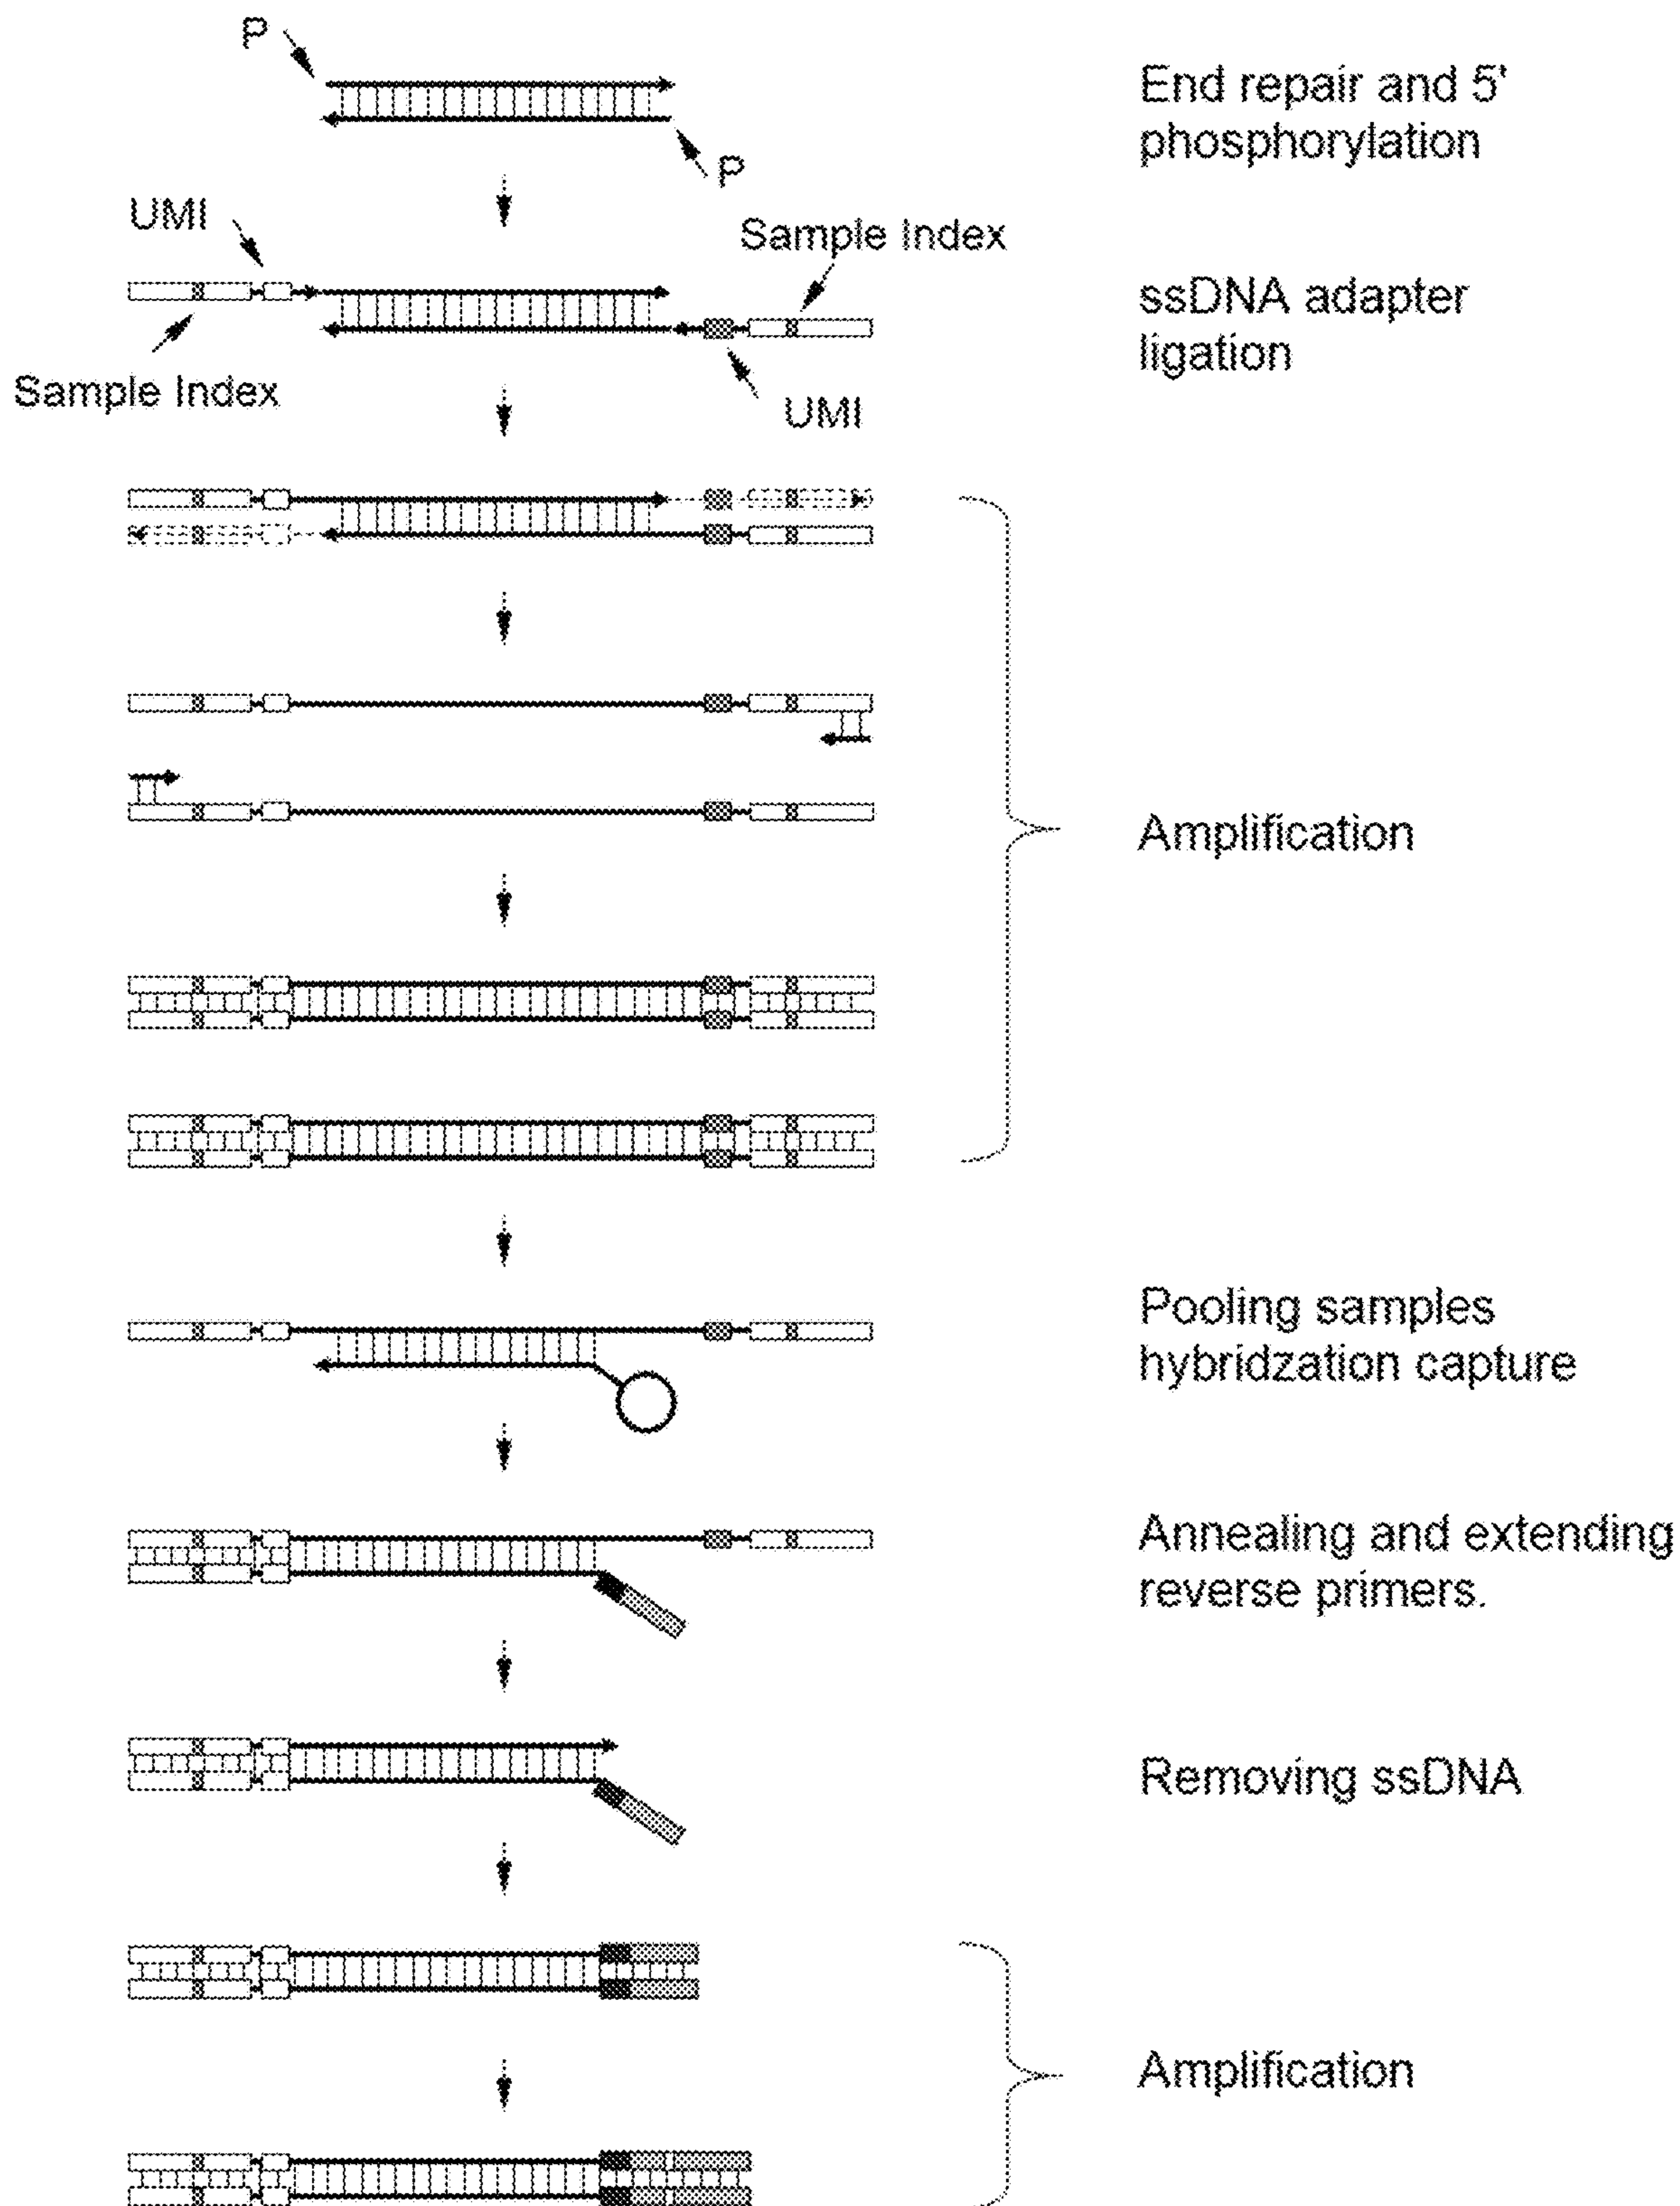 P
End repair and 5'
phosphorylation
P
UMI
Sample Index
ssDNA adapter
ligation
Sample Index
UMI
Amplification
Pooling samples
hybridzation capture
Annealing and extending
reverse primers.
Removing ssDNA
Amplification